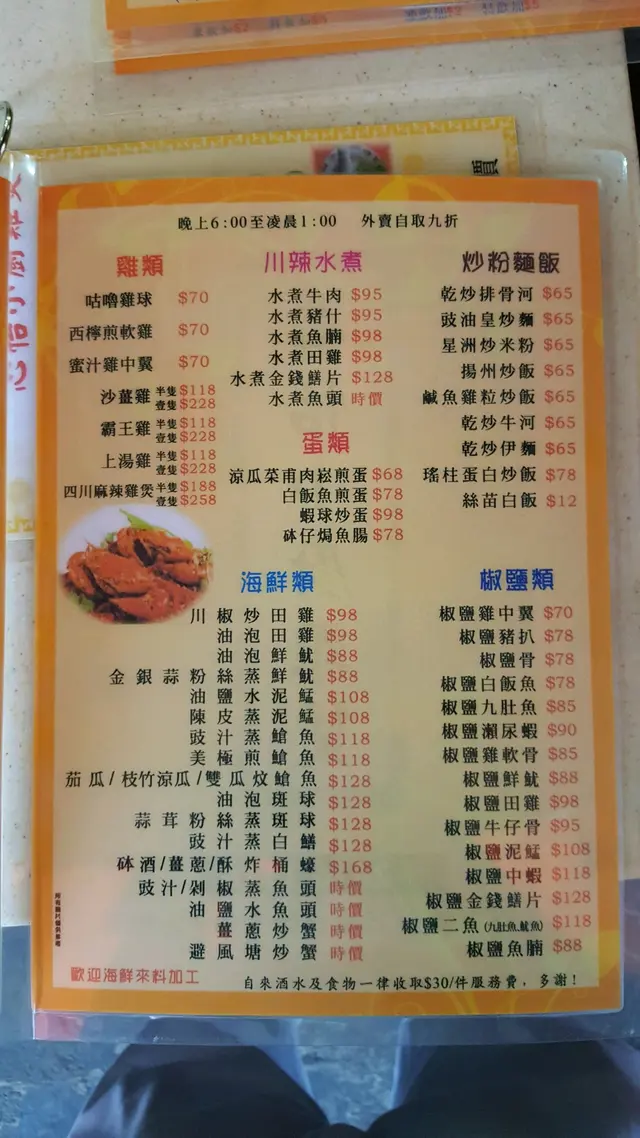 晚上6:00至凌晨1:00 外賣自取九折
雞類
咕嚕雞球 $70
西檸煎軟雞 $70
蜜汁雞中翼 $70
沙薑雞 半隻 $118
壹隻 $228
霸王雞 半隻 $118
壹隻 $228
上湯雞 半隻 $118
壹隻 $228
四川麻辣雞煲 半隻 $188
壹隻 $258
川辣水煮
水煮牛肉 $95
水煮豬什 $95
水煮魚腩 $98
水煮田雞 $98
水煮金錢鱔片 $128
水煮魚頭 時價
蛋類
涼瓜菜甫肉崧煎蛋 $68
白飯魚煎蛋 $78
蝦球炒蛋 $98
砵仔焗魚腸 $78
炒粉麵飯
乾炒排骨河 $65
豉油皇炒麵 $65
星洲炒米粉 $65
揚州炒飯 $65
鹹魚雞粒炒飯 $65
乾炒牛河 $65
乾炒伊麵 $65
瑤柱蛋白炒飯 $78
絲苗白飯 $12
海鮮類
川椒炒田雞 $98
油泡田雞 $98
油泡鮮魷 $88
金銀蒜粉絲蒸鮮魷 $88
油鹽水泥鯭 $108
陳皮蒸泥鯭 $108
豉汁蒸鱠魚 $118
美極煎鱠魚 $118
茄瓜/枝竹涼瓜/雙瓜炆鱠魚 $128
油泡斑球 $128
蒜茸粉絲蒸斑球 $128
豉汁蒸白鱔 $128
砵酒/薑蔥/酥炸桶蠔 $168
豉汁/剁椒蒸魚頭 時價
油鹽水魚頭 時價
薑蔥炒蟹 時價
避風塘炒蟹 時價
椒鹽類
椒鹽雞中翼 $70
椒鹽豬扒 $78
椒鹽骨 $78
椒鹽白飯魚 $78
椒鹽九肚魚 $85
椒鹽瀨尿蝦 $90
椒鹽雞軟骨 $85
椒鹽鮮魷 $88
椒鹽田雞 $98
椒鹽牛仔骨 $95
椒鹽泥鯭 $108
椒鹽中蝦 $118
椒鹽金錢鱔片 $128
椒鹽二魚(九肚魚.魷魚) $118
椒鹽魚腩 $88
歡迎海鮮來料加工
自來酒水及食物一律收取$30/件服務費，多謝!